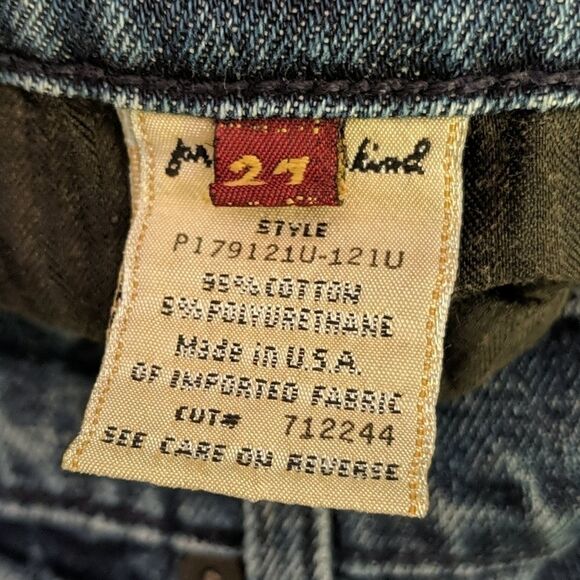 for 27 kind
STYLE
P179121U-121U
95% COTTON
5% POLYURETHANE
Made in U.S.A.
OF IMPORTED FABRIC
CUT# 712244
SEE CARE ON REVERSE